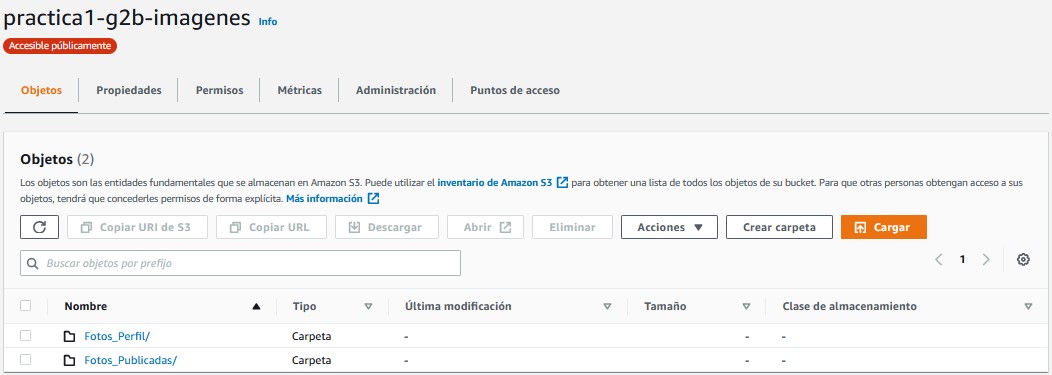 practica1-g2b-imagenes Info
Accesible públicamente
Objetos Propiedades Permisos Métricas Administración Puntos de acceso
Objetos (2)
Los objetos son las entidades fundamentales que se almacenan en Amazon S3. Puede utilizar el inventario de Amazon S3 para obtener una lista de todos los objetos de su bucket. Para que otras personas obtengan acceso a sus
objetos, tendrá que concederles permisos de forma explícita. Más información
Copiar URI de S3 Copiar URL Descargar Abrir Eliminar Acciones Crear carpeta Cargar
Buscar objetos por prefijo 1
Nombre Tipo Última modificación Tamaño Clase de almacenamiento
Fotos_Perfil/ Carpeta - - -
Fotos_Publicadas/ Carpeta - - -